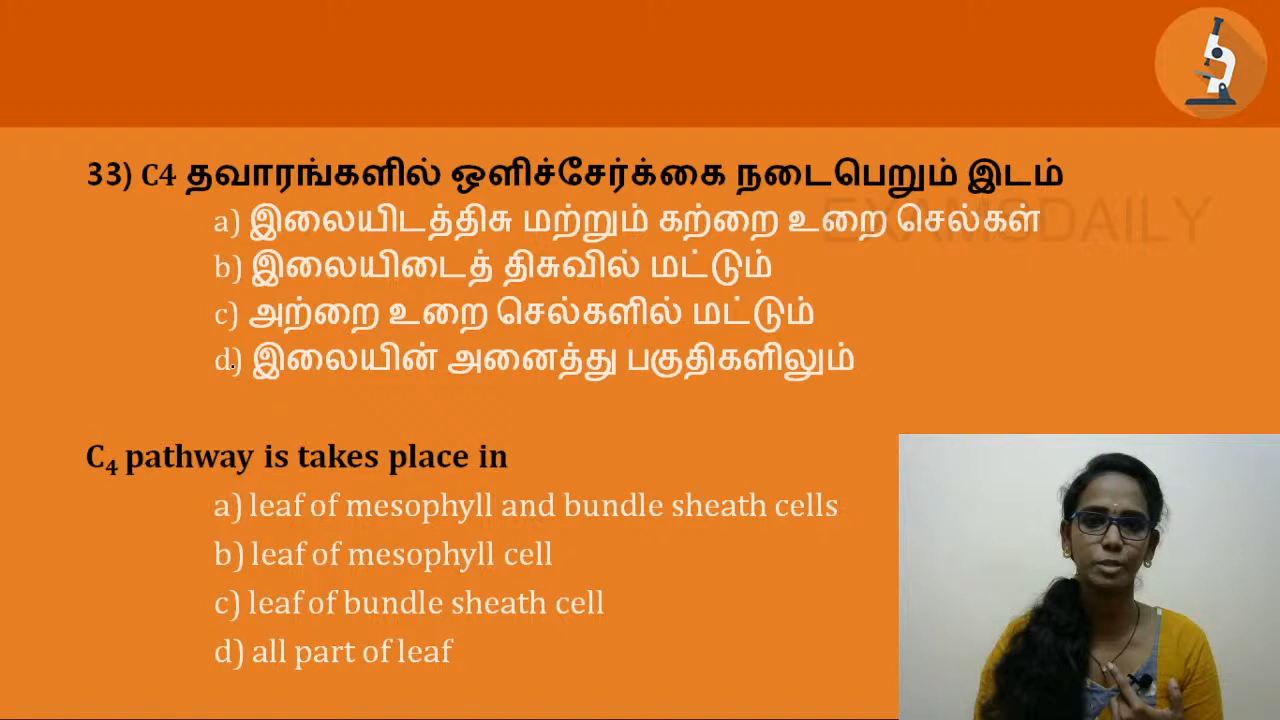 33) C4 தவாரங்களில் ஒளிச்சேர்க்கை நடைபெறும் இடம்
a) இலையிடத்திசு மற்றும் கற்றை உறை செல்கள்
EXAMSDAILY
b) இலையிடைத் திசுவில் மட்டும்
c) அற்றை உறை செல்களில் மட்டும்
d) இலையின் அனைத்து பகுதிகளிலும்
C₄ pathway is takes place in
a) leaf of mesophyll and bundle sheath cells
b) leaf of mesophyll cell
c) leaf of bundle sheath cell
d) all part of leaf